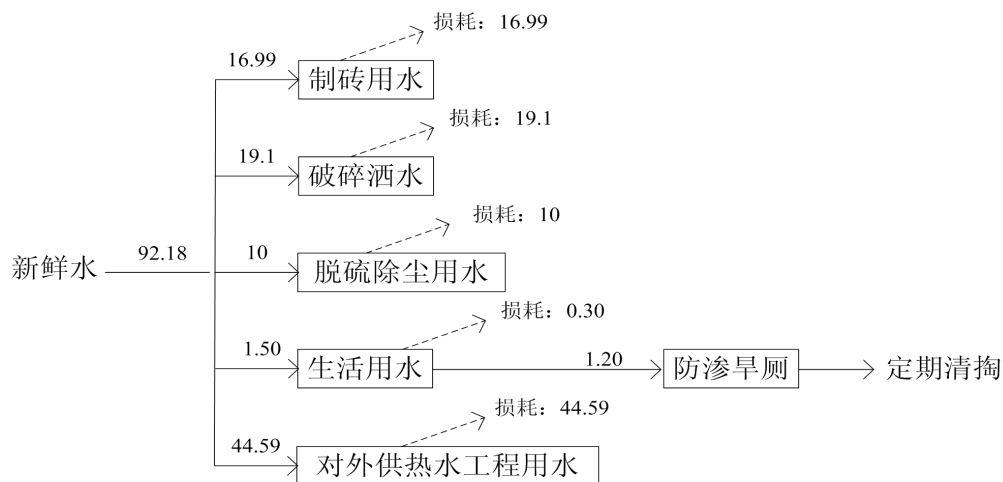 损耗：16.99
16.99
制砖用水
损耗：19.1
19.1
破碎洒水
损耗：10
新鲜水
92.18
10
脱硫除尘用水
损耗：0.30
1.50
生活用水
1.20
防渗旱厕
定期清掏
损耗：44.59
44.59
对外供热水工程用水